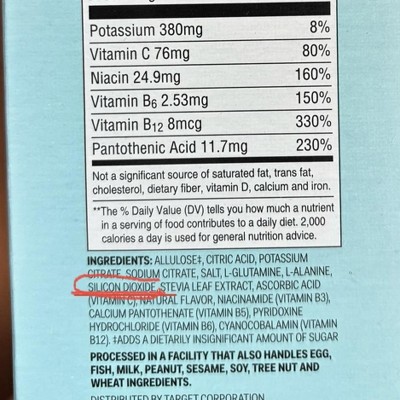 Potassium 380mg 8%
Vitamin C 76mg 80%
Niacin 24.9mg 160%
Vitamin B6 2.53mg 150%
Vitamin B12 8mcg 330%
Pantothenic Acid 11.7mg 230%
Not a significant source of saturated fat, trans fat,
cholesterol, dietary fiber, vitamin D, calcium and iron.
**The % Daily Value (DV) tells you how much a nutrient
in a serving of food contributes to a daily diet. 2,000
calories a day is used for general nutrition advice.
INGREDIENTS: ALLULOSE‡, CITRIC ACID, POTASSIUM
CITRATE, SODIUM CITRATE, SALT, L-GLUTAMINE, L-ALANINE,
SILICON DIOXIDE, STEVIA LEAF EXTRACT, ASCORBIC ACID
(VITAMIN C), NATURAL FLAVOR, NIACINAMIDE (VITAMIN B3),
CALCIUM PANTOTHENATE (VITAMIN B5), PYRIDOXINE
HYDROCHLORIDE (VITAMIN B6), CYANOCOBALAMIN (VITAMIN
B12). ‡ADDS A DIETARILY INSIGNIFICANT AMOUNT OF SUGAR
PROCESSED IN A FACILITY THAT ALSO HANDLES EGG,
FISH, MILK, PEANUT, SESAME, SOY, TREE NUT AND
WHEAT INGREDIENTS.
DISTRIBUTED BY TARGET CORPORATION